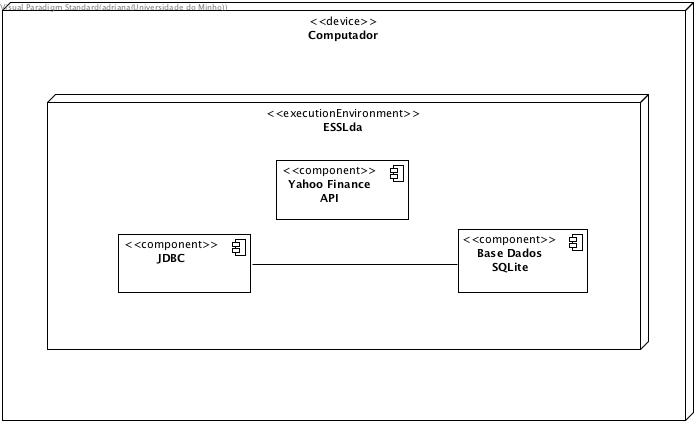 Visual Paradigm Standard(adriana(Universidade do Minho))
<<device>>
Computador
<<executionEnvironment>>
ESSLda
<<component>>
Yahoo Finance
API
<<component>>
JDBC
<<component>>
Base Dados
SQLite